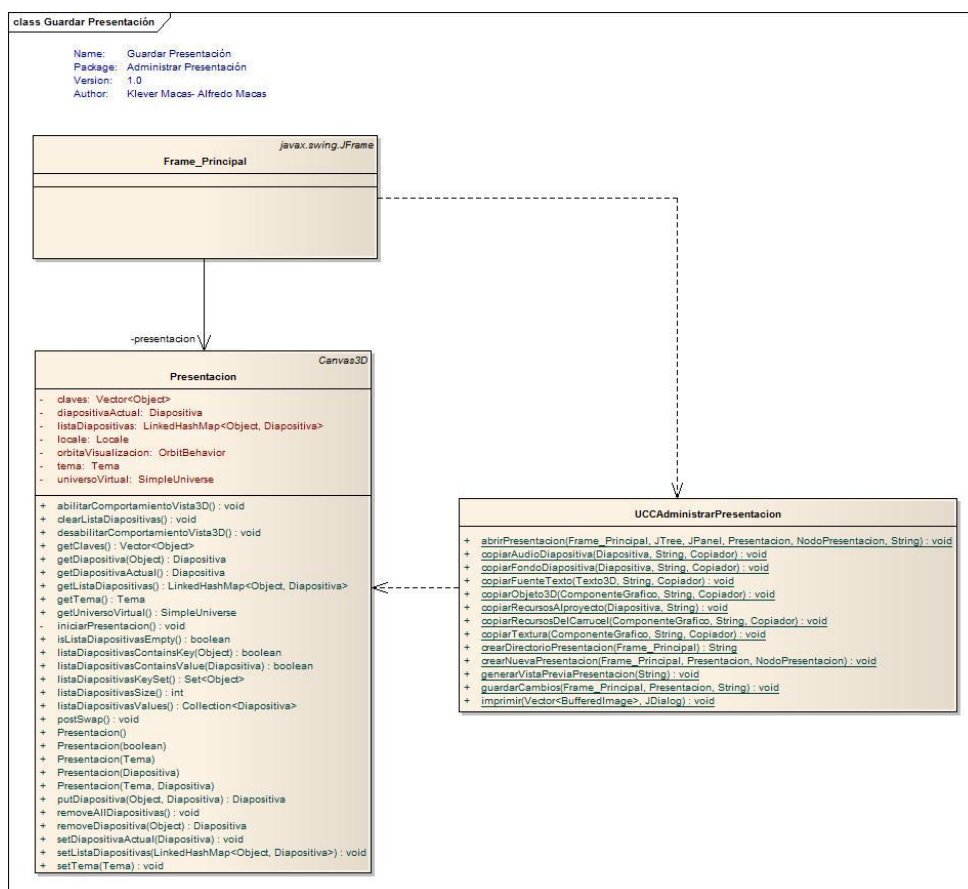 class Guardar Presentación
Name: Guardar Presentación
Package: Administrar Presentación
Version: 1.0
Author: Klever Macas- Alfredo Macas
javax.swing.JFrame
Frame_Principal
-presentacion
Canvas3D
Presentacion
- claves: Vector<Object>
- diapositivaActual: Diapositiva
- listaDiapositivas: LinkedHashMap<Object, Diapositiva>
- locale: Locale
- orbitaVisualizacion: OrbitBehavior
- tema: Tema
- universoVirtual: SimpleUniverse
+ abilitarComportamientoVista3D() : void
+ clearListaDiapositivas() : void
+ desabilitarComportamientoVista3D() : void
+ getClaves() : Vector<Object>
+ getDiapositiva(Object) : Diapositiva
+ getDiapositivaActual() : Diapositiva
+ getListaDiapositivas() : LinkedHashMap<Object, Diapositiva>
+ getTema() : Tema
+ getUniversoVirtual() : SimpleUniverse
- iniciarPresentacion() : void
+ isListaDiapositivasEmpty() : boolean
+ listaDiapositivasContainsKey(Object) : boolean
+ listaDiapositivasContainsValue(Diapositiva) : boolean
+ listaDiapositivasKeySet() : Set<Object>
+ listaDiapositivasSize() : int
+ listaDiapositivasValues() : Collection<Diapositiva>
+ postSwap() : void
+ Presentacion()
+ Presentacion(boolean)
+ Presentacion(Tema)
+ Presentacion(Diapositiva)
+ Presentacion(Tema, Diapositiva)
+ putDiapositiva(Object, Diapositiva) : Diapositiva
+ removeAllDiapositivas() : void
+ removeDiapositiva(Object) : Diapositiva
+ setDiapositivaActual(Diapositiva) : void
+ setListaDiapositivas(LinkedHashMap<Object, Diapositiva>) : void
+ setTema(Tema) : void
UCCAdministrarPresentacion
+ abrirPresentacion(Frame_Principal, JTree, JPanel, Presentacion, NodoPresentacion, String) : void
+ copiarAudioDiapositiva(Diapositiva, String, Copiador) : void
+ copiarFondoDiapositiva(Diapositiva, String, Copiador) : void
+ copiarFuenteTexto(Texto3D, String, Copiador) : void
+ copiarObjeto3D(ComponenteGrafico, String, Copiador) : void
+ copiarRecursosAlproyecto(Diapositiva, String) : void
+ copiarRecursosDelCarrucel(ComponenteGrafico, String, Copiador) : void
+ copiarTextura(ComponenteGrafico, String, Copiador) : void
+ crearDirectorioPresentacion(Frame_Principal) : String
+ crearNuevaPresentacion(Frame_Principal, Presentacion, NodoPresentacion) : void
+ generarVistaPreviaPresentacion(String) : void
+ guardarCambios(Frame_Principal, Presentacion, String) : void
+ imprimir(Vector<BufferedImage>, JDialog) : void